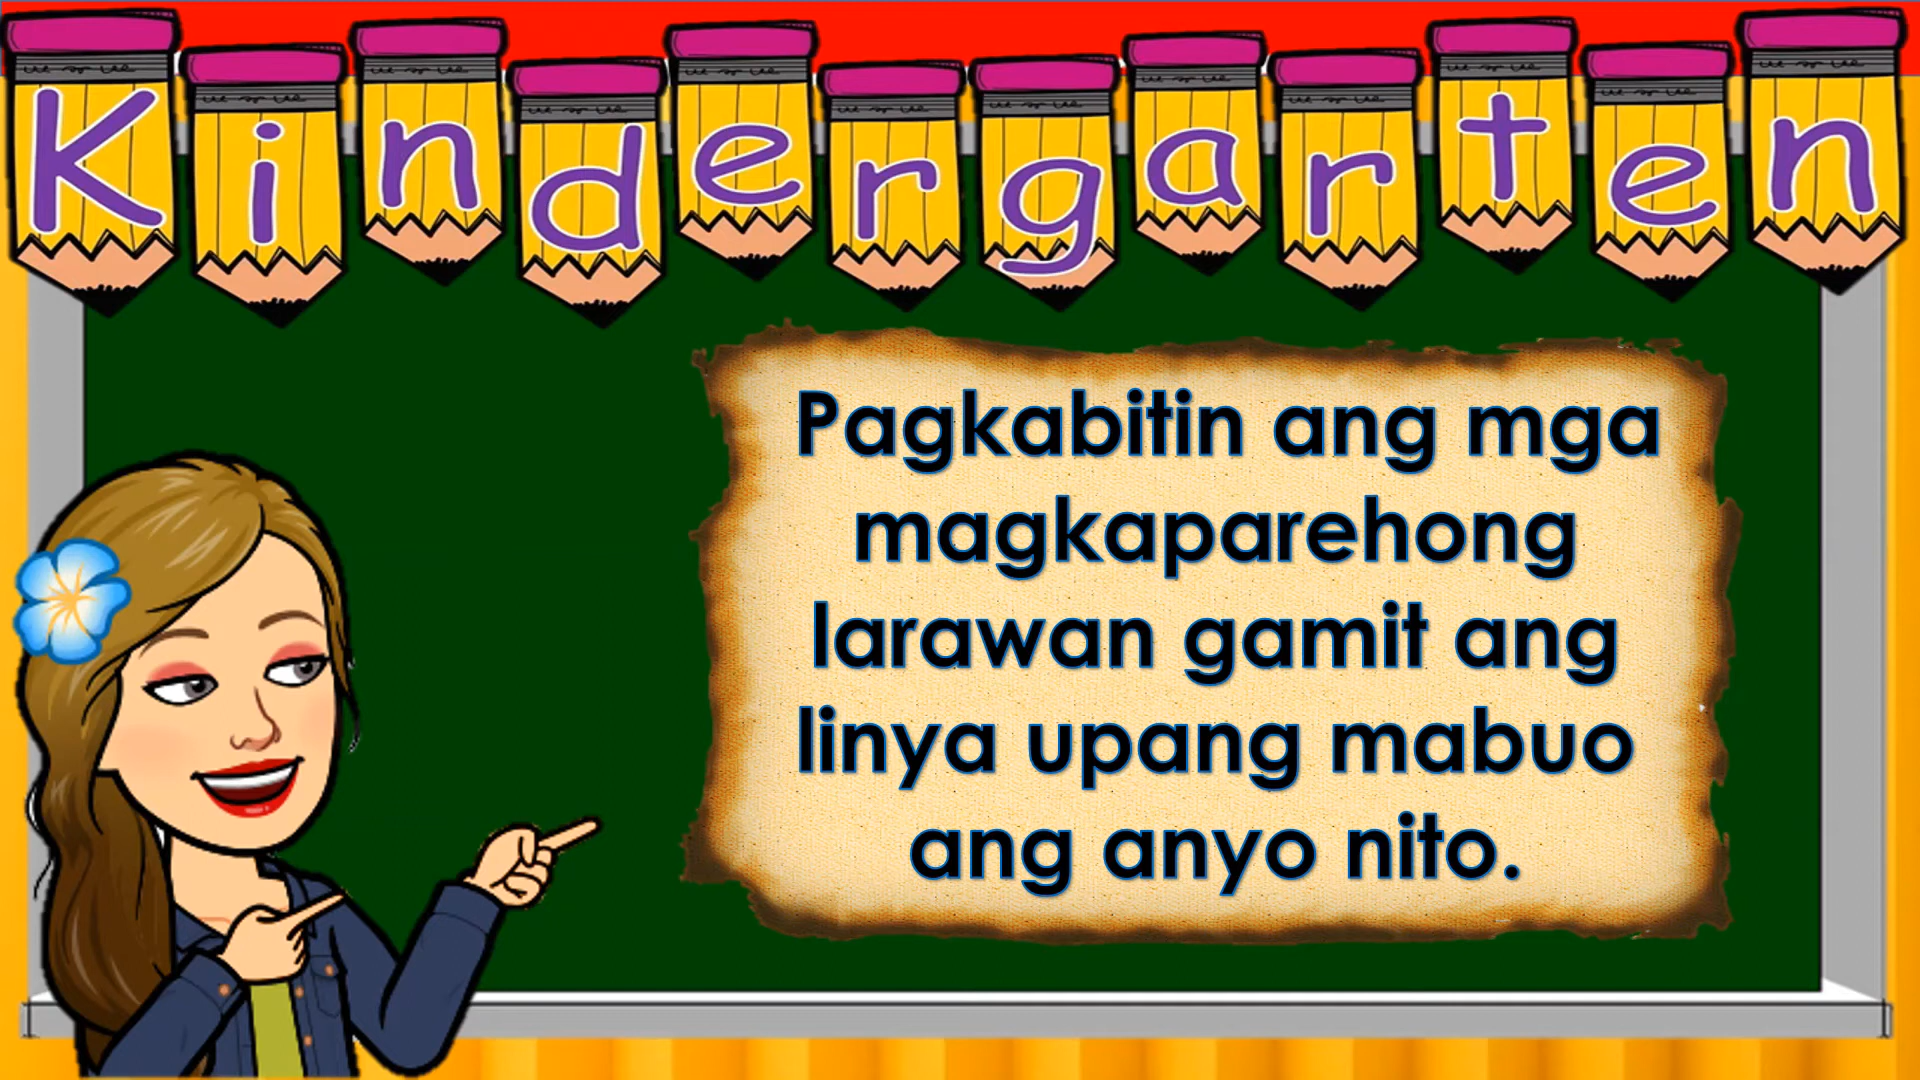 Kindergarten
Pagkabitin ang mga
magkaparehong
larawan gamit ang
linya upang mabuo
ang anyo nito.